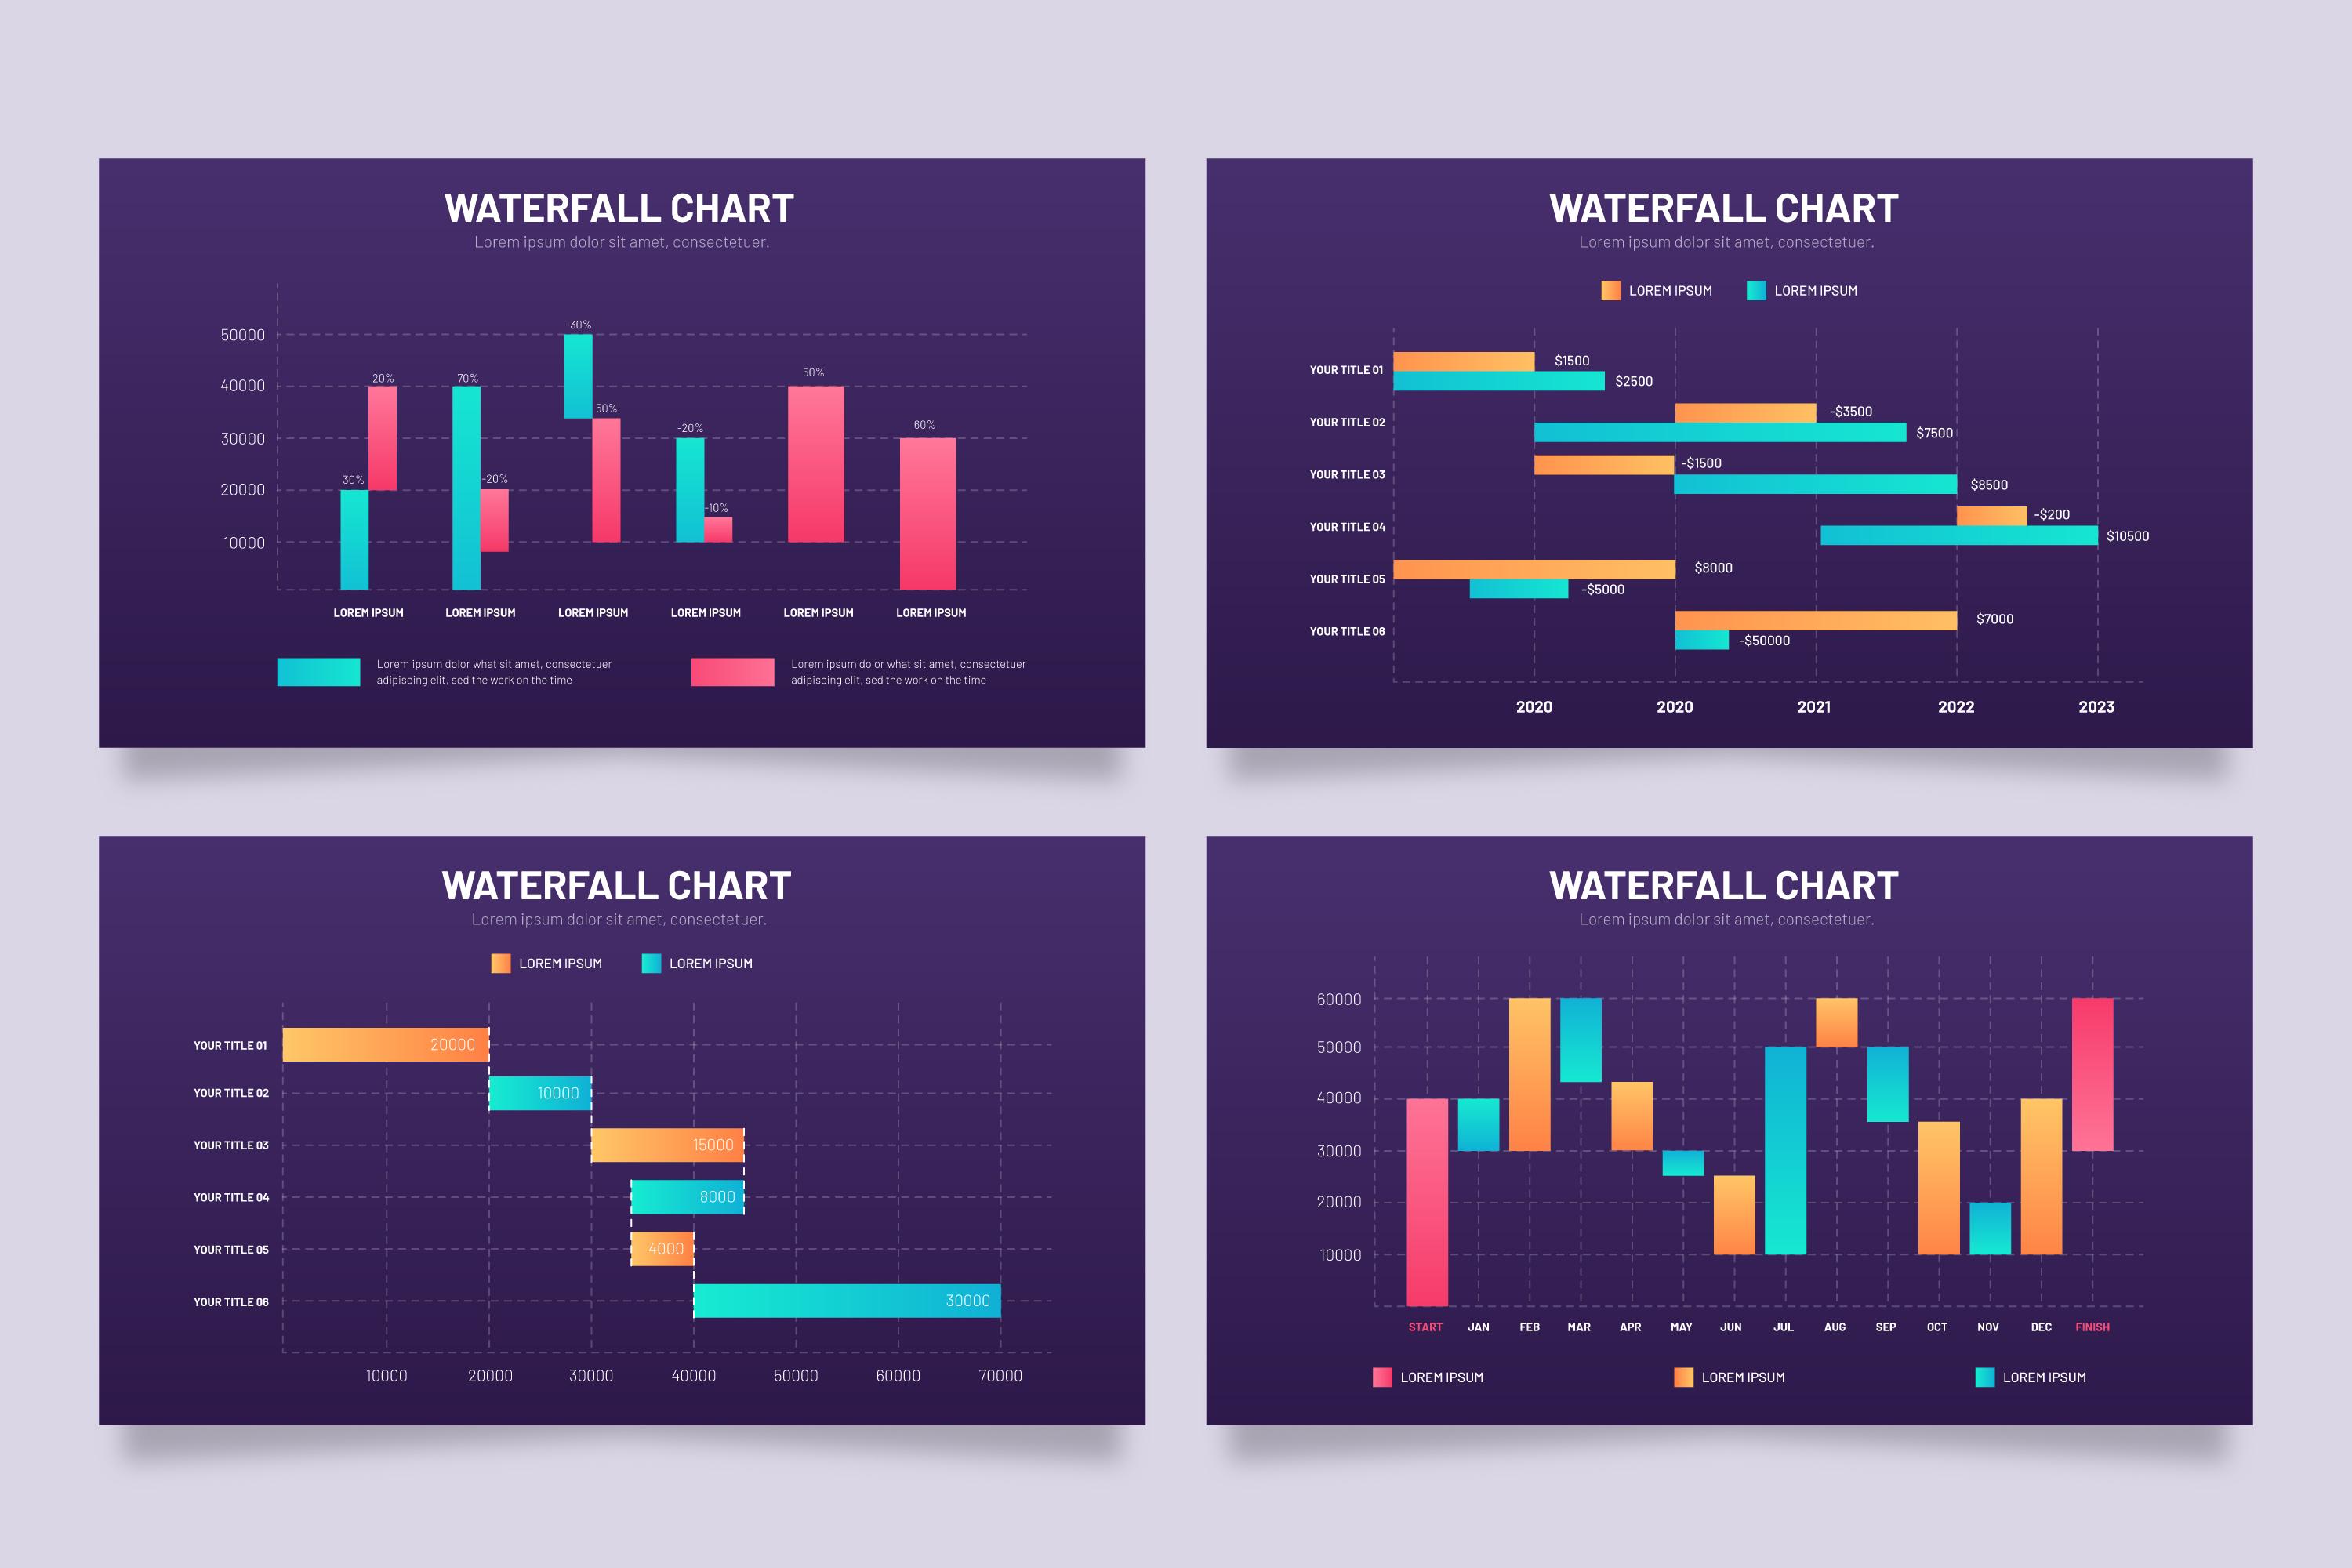 WATERFALL CHART
Lorem ipsum dolor sit amet, consectetuer.
50000
40000
30000
20000
10000
30%
20%
70%
-20%
-30%
50%
-20%
-10%
50%
60%
LOREM IPSUM
LOREM IPSUM
LOREM IPSUM
LOREM IPSUM
LOREM IPSUM
LOREM IPSUM
Lorem ipsum dolor what sit amet, consectetuer
adipiscing elit, sed the work on the time
Lorem ipsum dolor what sit amet, consectetuer
adipiscing elit, sed the work on the time
WATERFALL CHART
Lorem ipsum dolor sit amet, consectetuer.
LOREM IPSUM
LOREM IPSUM
YOUR TITLE 01
$1500
$2500
YOUR TITLE 02
-$3500
$7500
YOUR TITLE 03
-$1500
$8500
YOUR TITLE 04
-$200
$10500
YOUR TITLE 05
$8000
-$5000
YOUR TITLE 06
$7000
-$50000
2020
2020
2021
2022
2023
WATERFALL CHART
Lorem ipsum dolor sit amet, consectetuer.
LOREM IPSUM
LOREM IPSUM
YOUR TITLE 01
20000
YOUR TITLE 02
10000
YOUR TITLE 03
15000
YOUR TITLE 04
8000
YOUR TITLE 05
4000
YOUR TITLE 06
30000
10000
20000
30000
40000
50000
60000
70000
WATERFALL CHART
Lorem ipsum dolor sit amet, consectetuer.
60000
50000
40000
30000
20000
10000
START
JAN
FEB
MAR
APR
MAY
JUN
JUL
AUG
SEP
OCT
NOV
DEC
FINISH
LOREM IPSUM
LOREM IPSUM
LOREM IPSUM